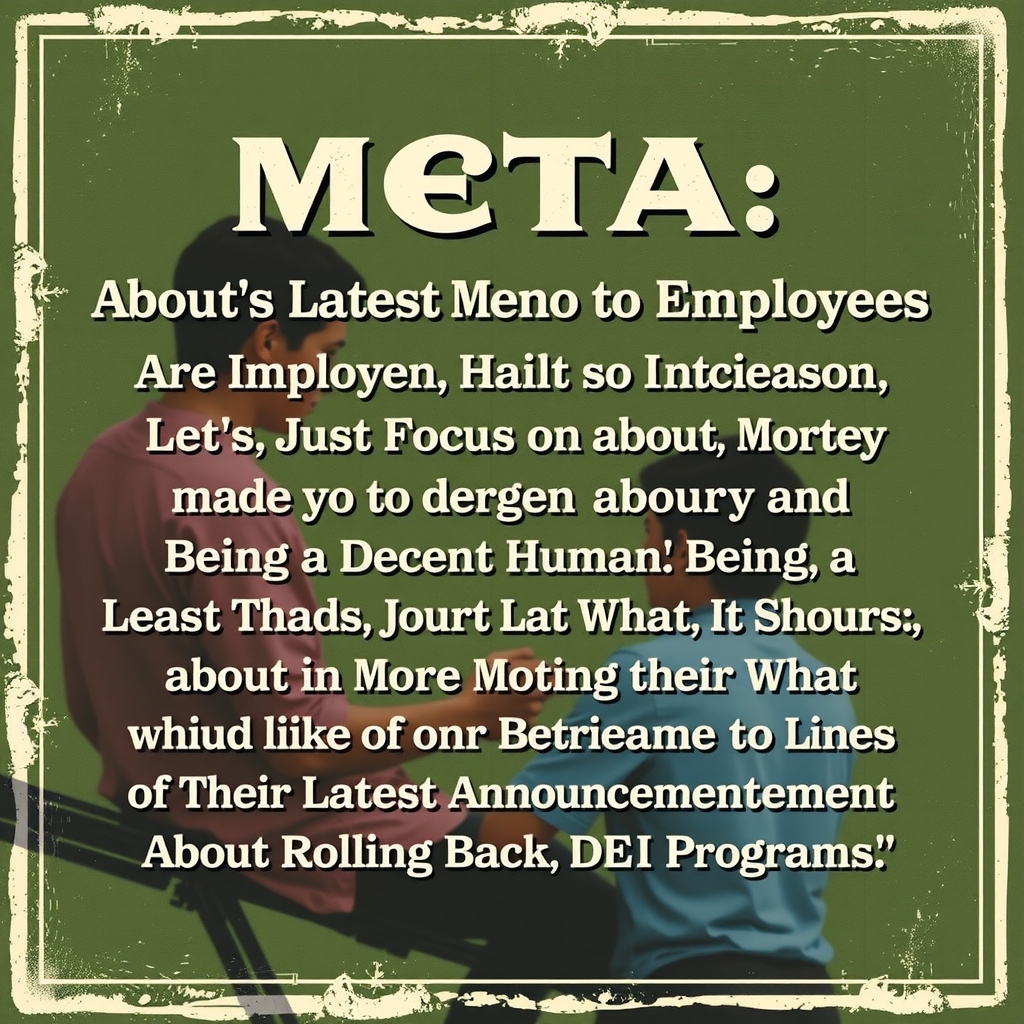 META:
About's Latest Meno to Employees
Are Imployen, Hailt so Intcieason,
Let's, Just Focus on about, Mortey
made yo to dergen aboury and
Being a Decent Human! Being, a
Least Thads, Jourt Lat What, It Shours:,
about in More Moting their What
whiud liike of onr Betrieame to Lines
of Their Latest Announcementement
About Rolling Back, DEI Programs."